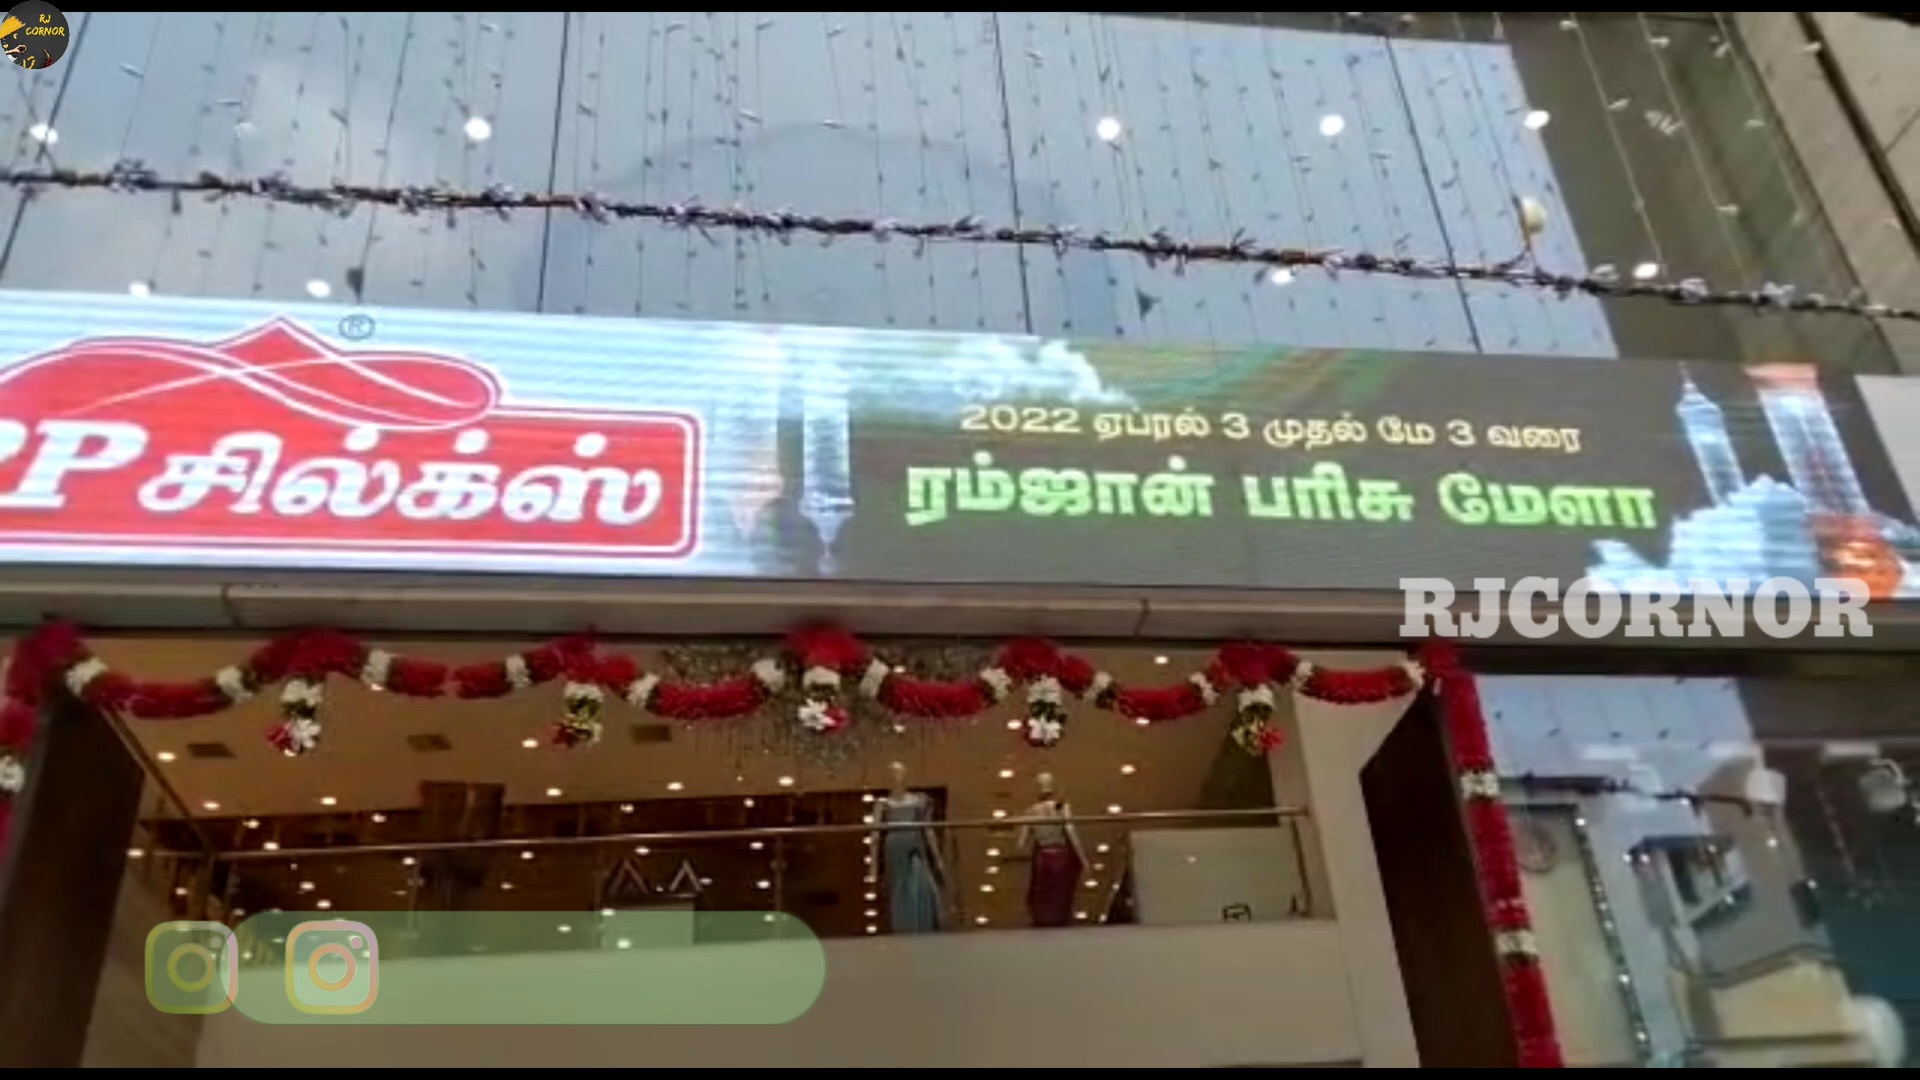 RJ
CORNOR
®
சில்க்ஸ்
2022 ஏப்ரல் 3 முதல் மே 3 வரை
ரம்ஜான் பரிசு மேளா
RJCORNOR